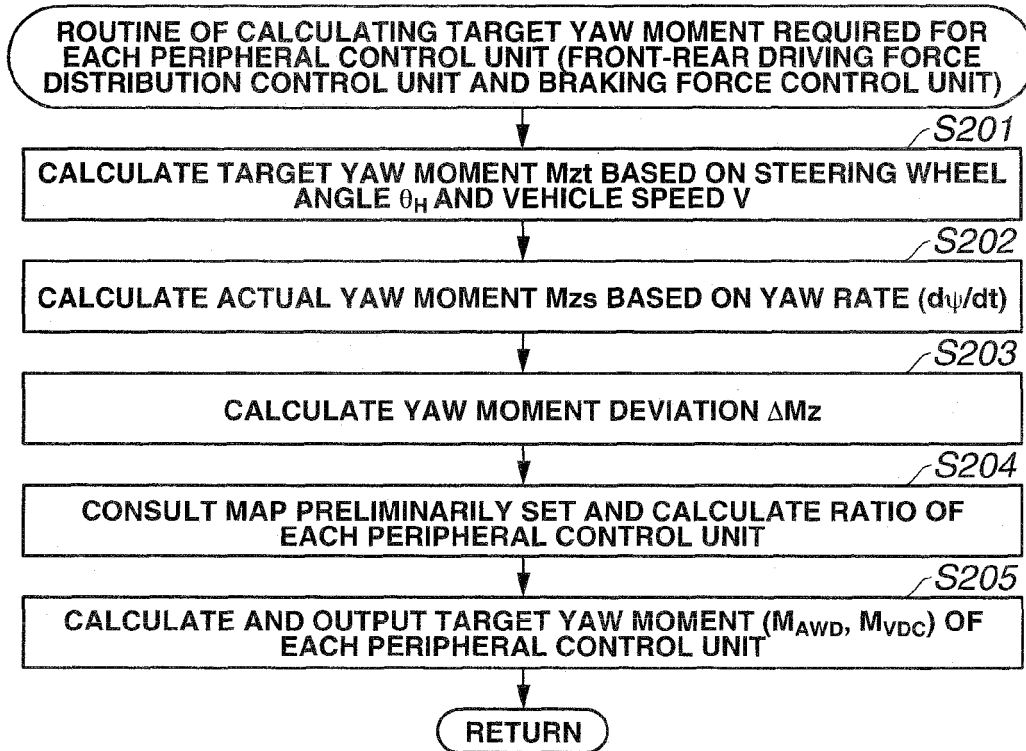 ROUTINE OF CALCULATING TARGET YAW MOMENT REQUIRED FOR
EACH PERIPHERAL CONTROL UNIT (FRONT-REAR DRIVING FORCE
DISTRIBUTION CONTROL UNIT AND BRAKING FORCE CONTROL UNIT)
S201
CALCULATE TARGET YAW MOMENT Mzt BASED ON STEERING WHEEL
ANGLE θH AND VEHICLE SPEED V
S202
CALCULATE ACTUAL YAW MOMENT Mzs BASED ON YAW RATE (dψ/dt)
S203
CALCULATE YAW MOMENT DEVIATION ΔMz
S204
CONSULT MAP PRELIMINARILY SET AND CALCULATE RATIO OF
EACH PERIPHERAL CONTROL UNIT
S205
CALCULATE AND OUTPUT TARGET YAW MOMENT (MAWD, MVDC) OF
EACH PERIPHERAL CONTROL UNIT
RETURN